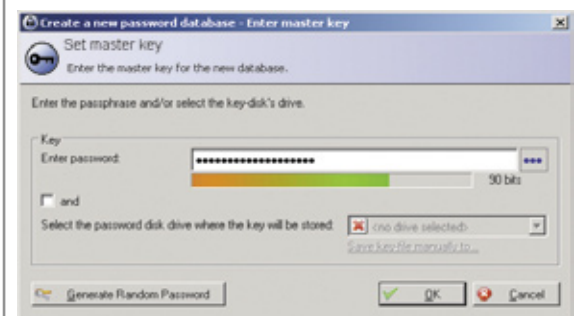 Create a new password database - Enter master key
Set master key
Enter the master key for the new database.
Enter the passphrase and/or select the key-disk's drive.
Key
Enter password:
•••••••••••••••••••
90 bits
and
Select the password disk drive where the key will be stored: <no drive selected>
Save key-file manually to...
Generate Random Password
OK
Cancel